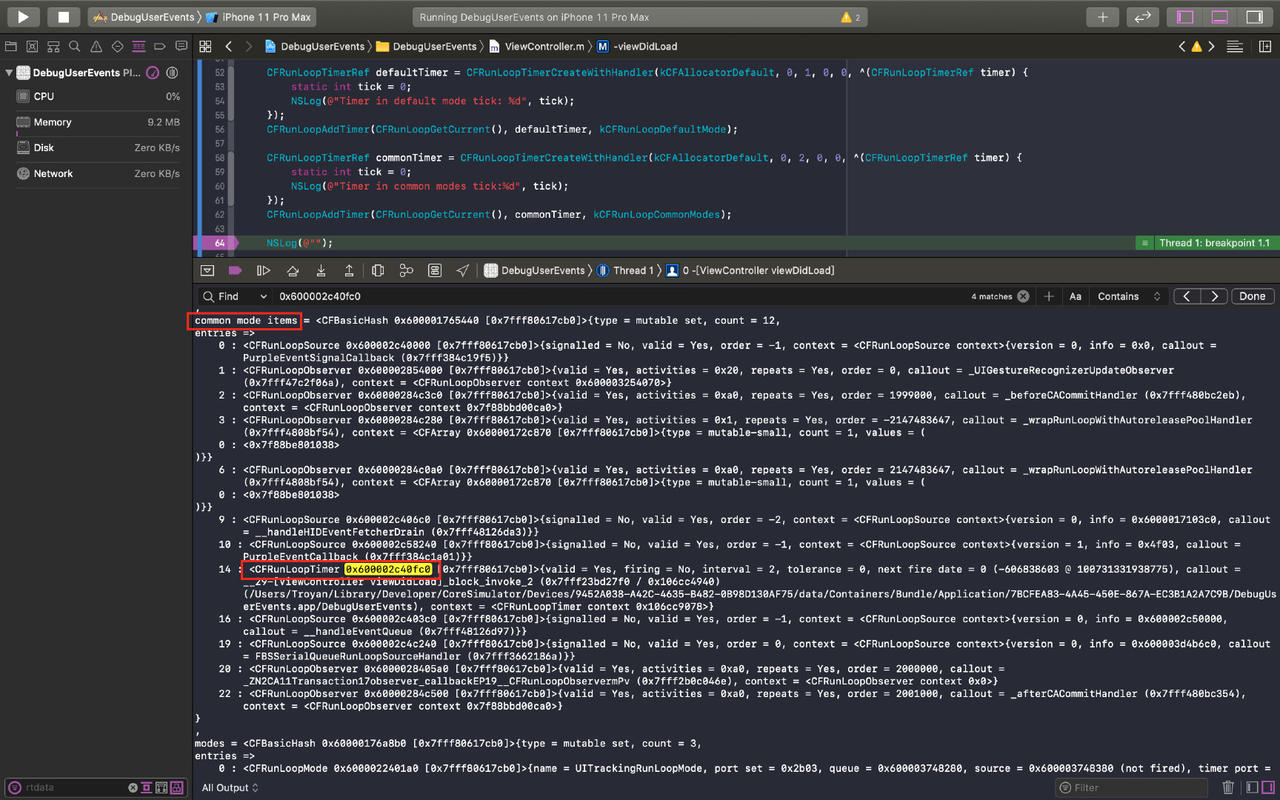 DebugUserEvents
iPhone 11 Pro Max
Running DebugUserEvents on iPhone 11 Pro Max
2
DebugUserEvents
DebugUserEvents
ViewController.m
M
-viewDidLoad
DebugUserEvents PI...
CPU
0%
Memory
9.2 MB
Disk
Zero KB/s
Network
Zero KB/s
52 CFRunLoopTimerRef defaultTimer = CFRunLoopTimerCreateWithHandler(kCFAllocatorDefault, 0, 1, 0, 0, ^(CFRunLoopTimerRef timer) {
53 static int tick = 0;
54 NSLog(@"Timer in default mode tick: %d", tick);
55 });
56 CFRunLoopAddTimer(CFRunLoopGetCurrent(), defaultTimer, kCFRunLoopDefaultMode);
57
58 CFRunLoopTimerRef commonTimer = CFRunLoopTimerCreateWithHandler(kCFAllocatorDefault, 0, 2, 0, 0, ^(CFRunLoopTimerRef timer) {
59 static int tick = 0;
60 NSLog(@"Timer in common modes tick:%d", tick);
61 });
62 CFRunLoopAddTimer(CFRunLoopGetCurrent(), commonTimer, kCFRunLoopCommonModes);
63
64 NSLog(@"");
Thread 1: breakpoint 1.1
DebugUserEvents
Thread 1
0 -[ViewController viewDidLoad]
Find
0x600002c40fc0
4 matches
Aa
Contains
Done
common mode items = <CFBasicHash 0x600001765440 [0x7fff80617cb0]>{type = mutable set, count = 12,
entries =>
0 : <CFRunLoopSource 0x600002c40000 [0x7fff80617cb0]>{signalled = No, valid = Yes, order = -1, context = <CFRunLoopSource context>{version = 0, info = 0x0, callout =
PurpleEventSignalCallback (0x7fff384c19f5)}}
1 : <CFRunLoopObserver 0x600002854000 [0x7fff80617cb0]>{valid = Yes, activities = 0x20, repeats = Yes, order = 0, callout = _UIGestureRecognizerUpdateObserver
(0x7fff47c2f06a), context = <CFRunLoopObserver context 0x600003254070>}
2 : <CFRunLoopObserver 0x60000284c3c0 [0x7fff80617cb0]>{valid = Yes, activities = 0xa0, repeats = Yes, order = 1999000, callout = _beforeCACommitHandler (0x7fff480bc2eb),
context = <CFRunLoopObserver context 0x7f88bbd00ca0>}
3 : <CFRunLoopObserver 0x60000284c280 [0x7fff80617cb0]>{valid = Yes, activities = 0x1, repeats = Yes, order = -2147483647, callout = _wrapRunLoopWithAutoreleasePoolHandler
(0x7fff4808bf54), context = <CFArray 0x60000172c870 [0x7fff80617cb0]>{type = mutable-small, count = 1, values = (
0 : <0x7f88be801038>
)}}
6 : <CFRunLoopObserver 0x60000284c0a0 [0x7fff80617cb0]>{valid = Yes, activities = 0xa0, repeats = Yes, order = 2147483647, callout = _wrapRunLoopWithAutoreleasePoolHandler
(0x7fff4808bf54), context = <CFArray 0x60000172c870 [0x7fff80617cb0]>{type = mutable-small, count = 1, values = (
0 : <0x7f88be801038>
)}}
9 : <CFRunLoopSource 0x600002c406c0 [0x7fff80617cb0]>{signalled = No, valid = Yes, order = -2, context = <CFRunLoopSource context>{version = 0, info = 0x6000017103c0, callout
= __handleHIDEventFetcherDrain (0x7fff48126da3)}}
10 : <CFRunLoopSource 0x600002c58240 [0x7fff80617cb0]>{signalled = No, valid = Yes, order = 0, context = <CFRunLoopSource context>{version = 1, info = 0x4f03, callout =
PurpleEventCallback (0x7fff384c1a01)}}
14 : <CFRunLoopTimer 0x600002c40fc0 [0x7fff80617cb0]>{valid = Yes, firing = No, interval = 2, tolerance = 0, next fire date = 0 (-606838603 @ 100731331938775), callout =
__29-[ViewController viewDidLoad]_block_invoke_2 (0x7fff23bd27f0 / 0x106cc4940)
(/Users/Troyan/Library/Developer/CoreSimulator/Devices/9452A038-A42C-4635-B482-0B98D130AF75/data/Containers/Bundle/Application/7BCFEA83-4A45-450E-867A-EC3B1A2A7C9B/DebugUs
erEvents.app/DebugUserEvents), context = <CFRunLoopTimer context 0x106cc9078>}
16 : <CFRunLoopSource 0x600002c403c0 [0x7fff80617cb0]>{signalled = No, valid = Yes, order = -1, context = <CFRunLoopSource context>{version = 0, info = 0x600002c50000,
callout = __handleEventQueue (0x7fff48126d97)}}
19 : <CFRunLoopSource 0x600002c4c240 [0x7fff80617cb0]>{signalled = No, valid = Yes, order = 0, context = <CFRunLoopSource context>{version = 0, info = 0x600003d4b6c0, callout
= FBSSerialQueueRunLoopSourceHandler (0x7fff3662186a)}}
20 : <CFRunLoopObserver 0x6000028405a0 [0x7fff80617cb0]>{valid = Yes, activities = 0xa0, repeats = Yes, order = 2000000, callout =
_ZN2CA11Transaction17observer_callbackEP19__CFRunLoopObservermPv (0x7fff2b0c046e), context = <CFRunLoopObserver context 0x0>}
22 : <CFRunLoopObserver 0x60000284c500 [0x7fff80617cb0]>{valid = Yes, activities = 0xa0, repeats = Yes, order = 2001000, callout = _afterCACommitHandler (0x7fff480bc354),
context = <CFRunLoopObserver context 0x7f88bbd00ca0>}
}
,
modes = <CFBasicHash 0x60000176a8b0 [0x7fff80617cb0]>{type = mutable set, count = 3,
entries =>
0 : <CFRunLoopMode 0x6000022401a0 [0x7fff80617cb0]>{name = UITrackingRunLoopMode, port set = 0x2b03, queue = 0x600003748280, source = 0x600003748380 (not fired), timer port =
rtdata
All Output
Filter